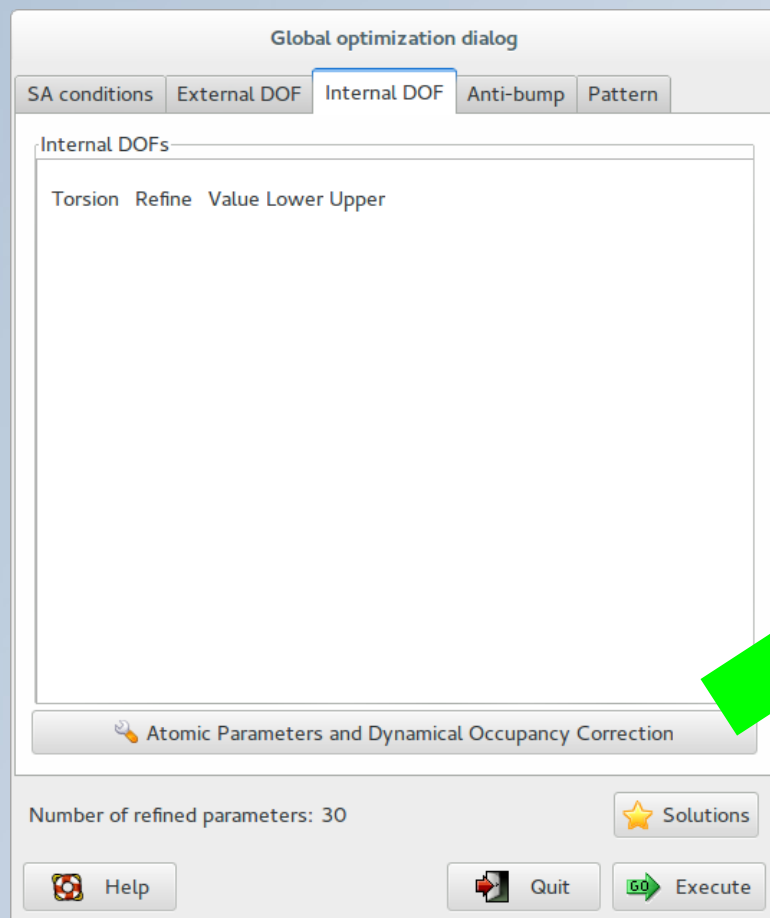 Global optimization dialog
SA conditions External DOF Internal DOF Anti-bump Pattern
Internal DOFs
Torsion Refine Value Lower Upper
Atomic Parameters and Dynamical Occupancy Correction
Number of refined parameters: 30
Solutions
Help Quit GO Execute